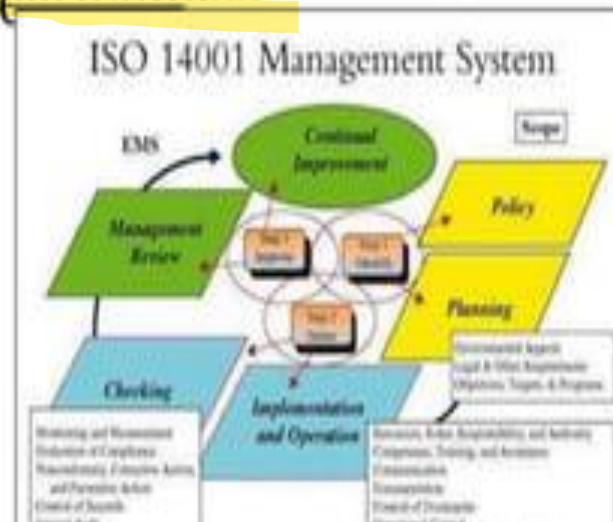 ISO 14001 Management System
EMS
Scope
Continual
Improvement
Policy
Management
Review
Planning
Checking
Implementation
and Operation
Environmental Aspects
Legal & Other Requirements
Objectives, Targets & Programs
Monitoring and Measurement
Evaluation of Compliance
Nonconformity, Corrective Action,
and Preventive Action
Control of Records
Resources, Roles, Responsibility, and Authority
Competence, Training, and Awareness
Communication
Documentation
Control of Documents